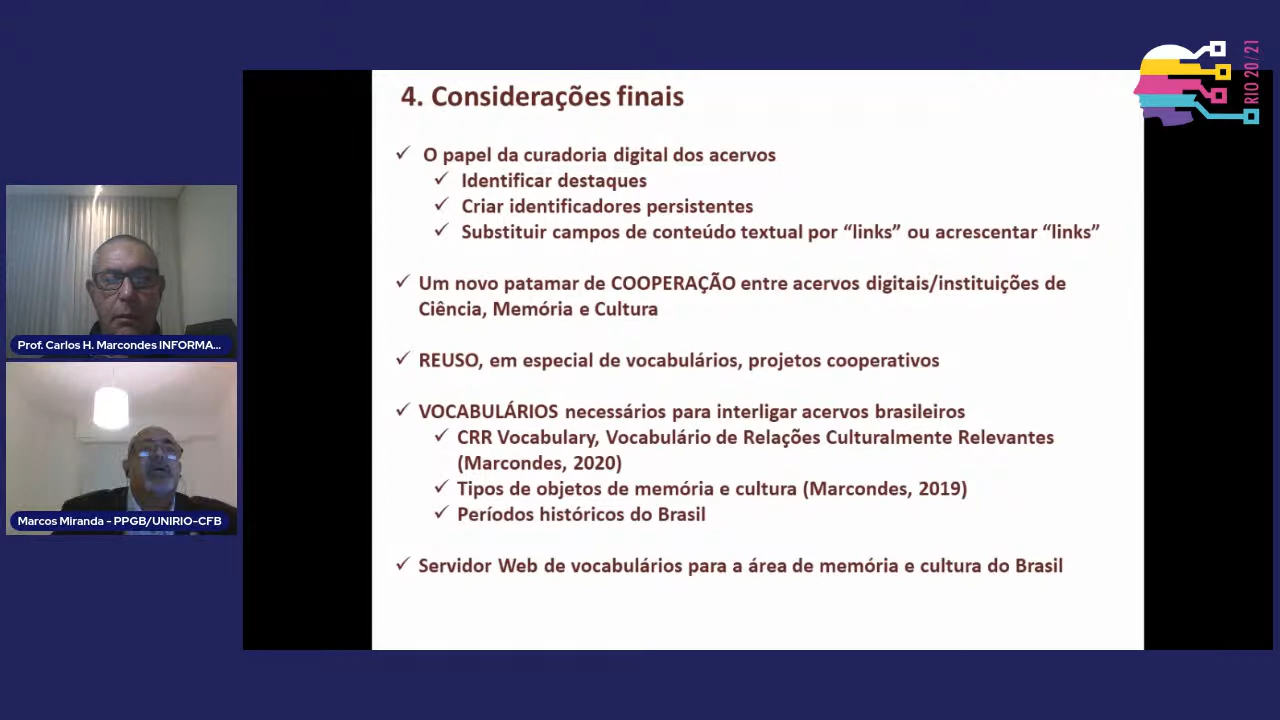 4. Considerações finais
✓ O papel da curadoria digital dos acervos
✓ Identificar destaques
✓ Criar identificadores persistentes
✓ Substituir campos de conteúdo textual por “links” ou acrescentar “links”
✓ Um novo patamar de COOPERAÇÃO entre acervos digitais/instituições de
Ciência, Memória e Cultura
✓ REUSO, em especial de vocabulários, projetos cooperativos
✓ VOCABULÁRIOS necessários para interligar acervos brasileiros
✓ CRR Vocabulary, Vocabulário de Relações Culturalmente Relevantes
(Marcondes, 2020)
✓ Tipos de objetos de memória e cultura (Marcondes, 2019)
✓ Períodos históricos do Brasil
✓ Servidor Web de vocabulários para a área de memória e cultura do Brasil
RIO 20/21
Prof. Carlos H. Marcondes INFORMA...
Marcos Miranda - PPGB/UNIRIO-CFB